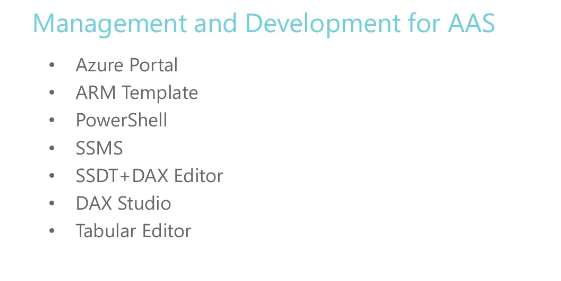 Management and Development for AAS
• Azure Portal
• ARM Template
• PowerShell
• SSMS
• SSDT+DAX Editor
• DAX Studio
• Tabular Editor